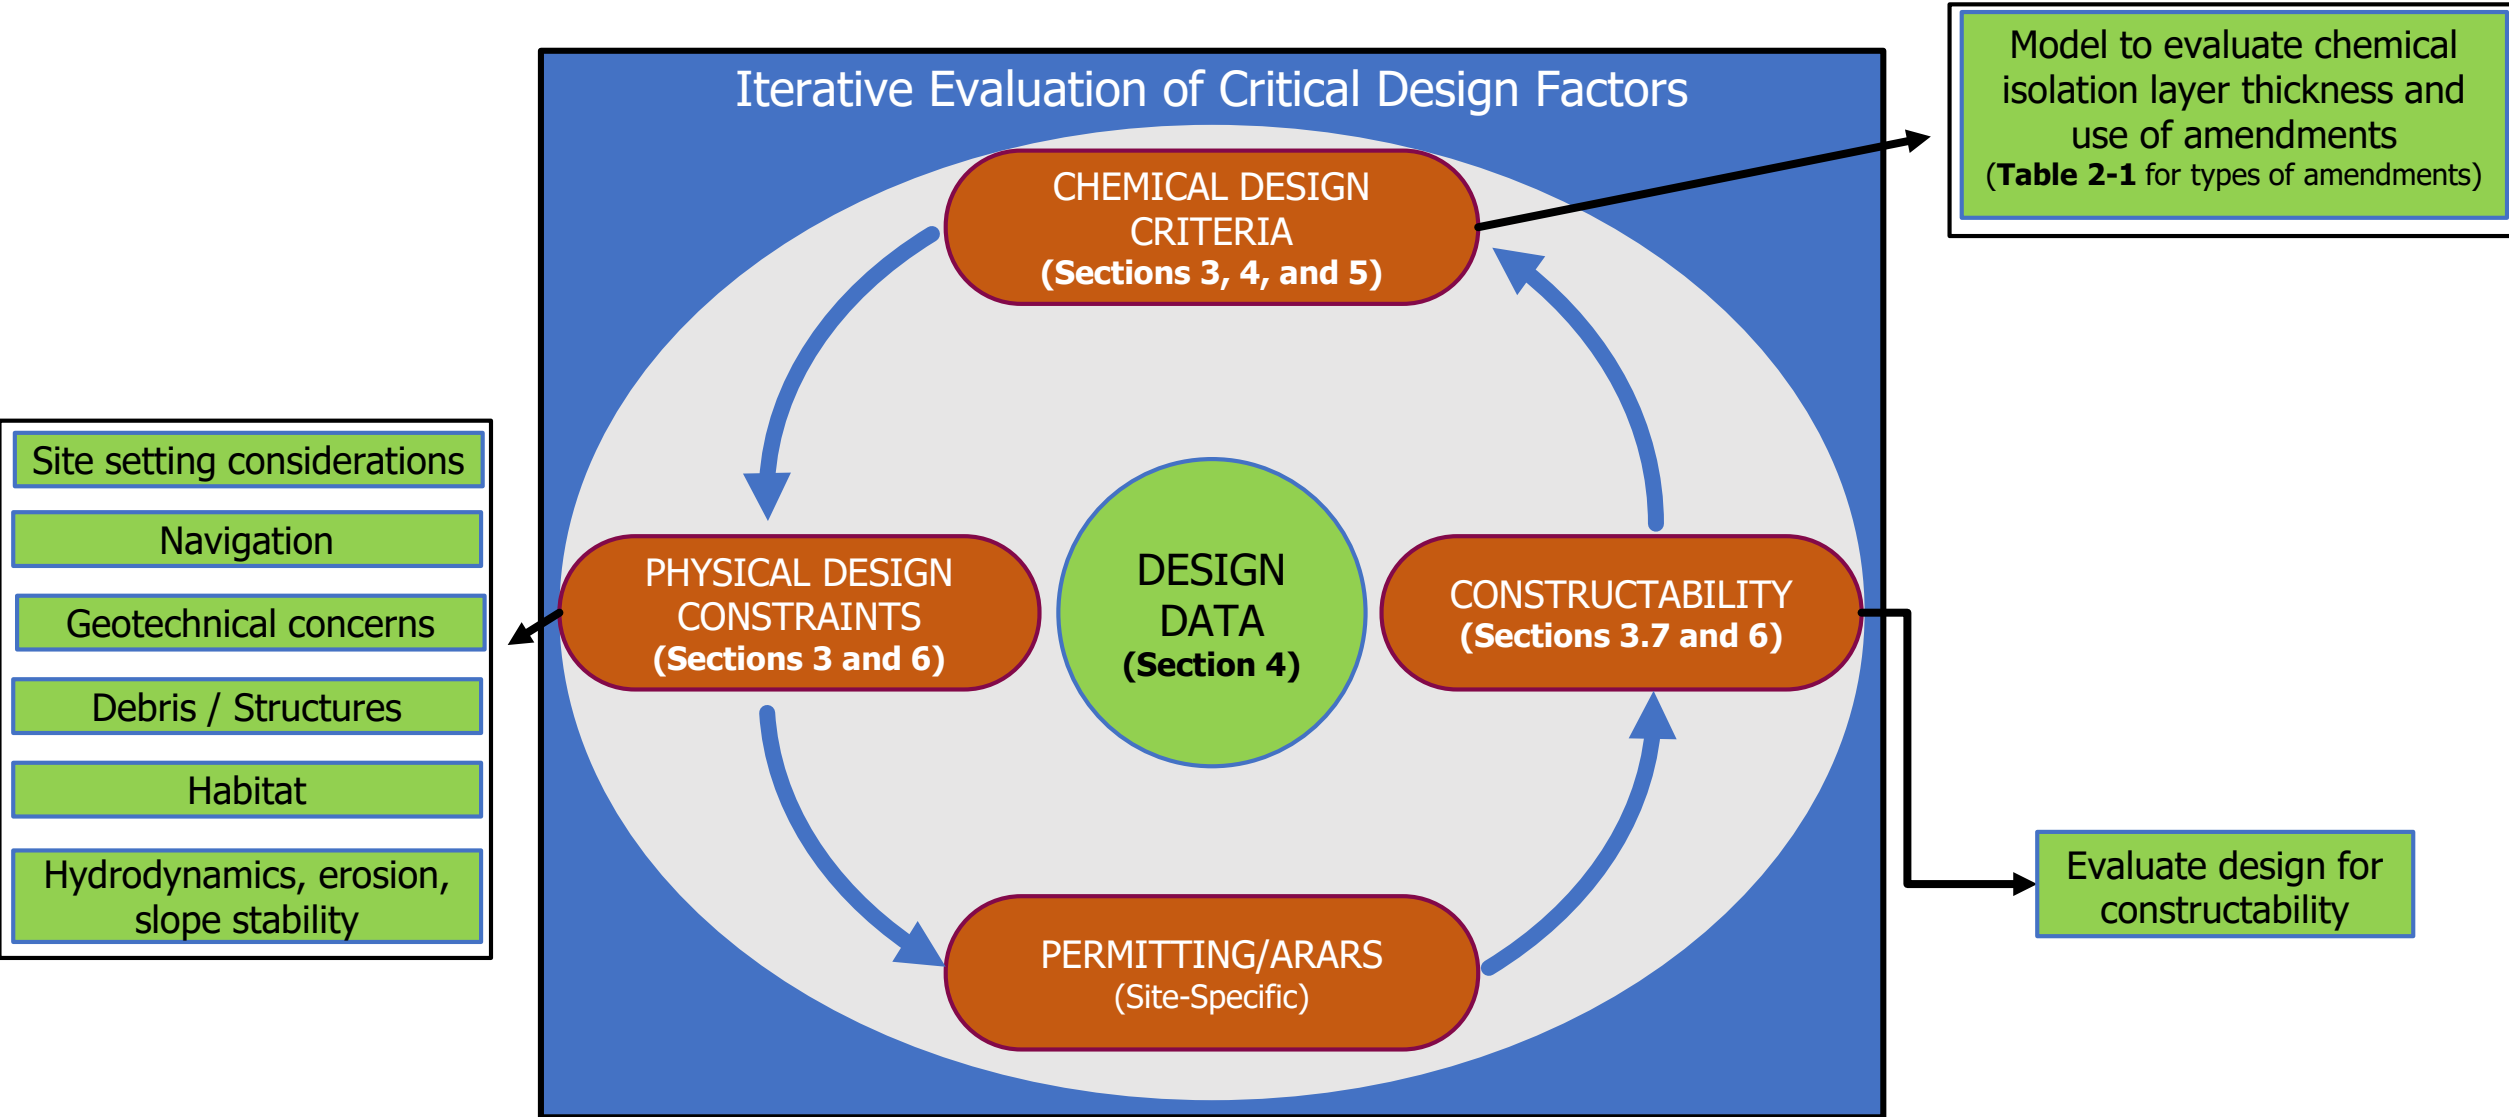 Iterative Evaluation of Critical Design Factors
Model to evaluate chemical
isolation layer thickness and
use of amendments
(Table 2-1 for types of amendments)
CHEMICAL DESIGN
CRITERIA
(Sections 3, 4, and 5)
Site setting considerations
Navigation
Geotechnical concerns
Debris / Structures
Habitat
Hydrodynamics, erosion,
slope stability
PHYSICAL DESIGN
CONSTRAINTS
(Sections 3 and 6)
DESIGN
DATA
(Section 4)
CONSTRUCTABILITY
(Sections 3.7 and 6)
PERMITTING/ARARS
(Site-Specific)
Evaluate design for
constructability